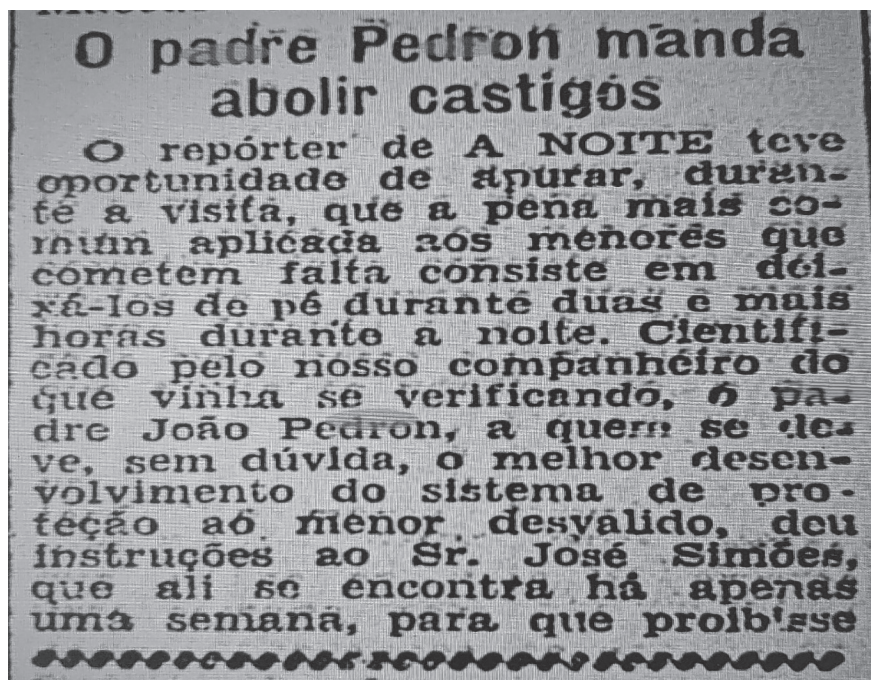 O padre Pedron manda
abolir castigos
O repórter de A NOITE teve
oportunidade de apurar, duran-
te a visita, que a pena mais co-
mum aplicada aos menores que
cometem falta consiste em dei-
xá-los de pé durante duas e mais
horas durante a noite. Cientifi-
cado pelo nosso companheiro do
que vinha se verificando, o pa-
dre João Pedron, a quem se de-
ve, sem dúvida, o melhor desen-
volvimento do sistema de pro-
teção ao menor desvalido, deu
instruções ao Sr. José Simões,
que ali se encontra há apenas
uma semana, para que proibisse